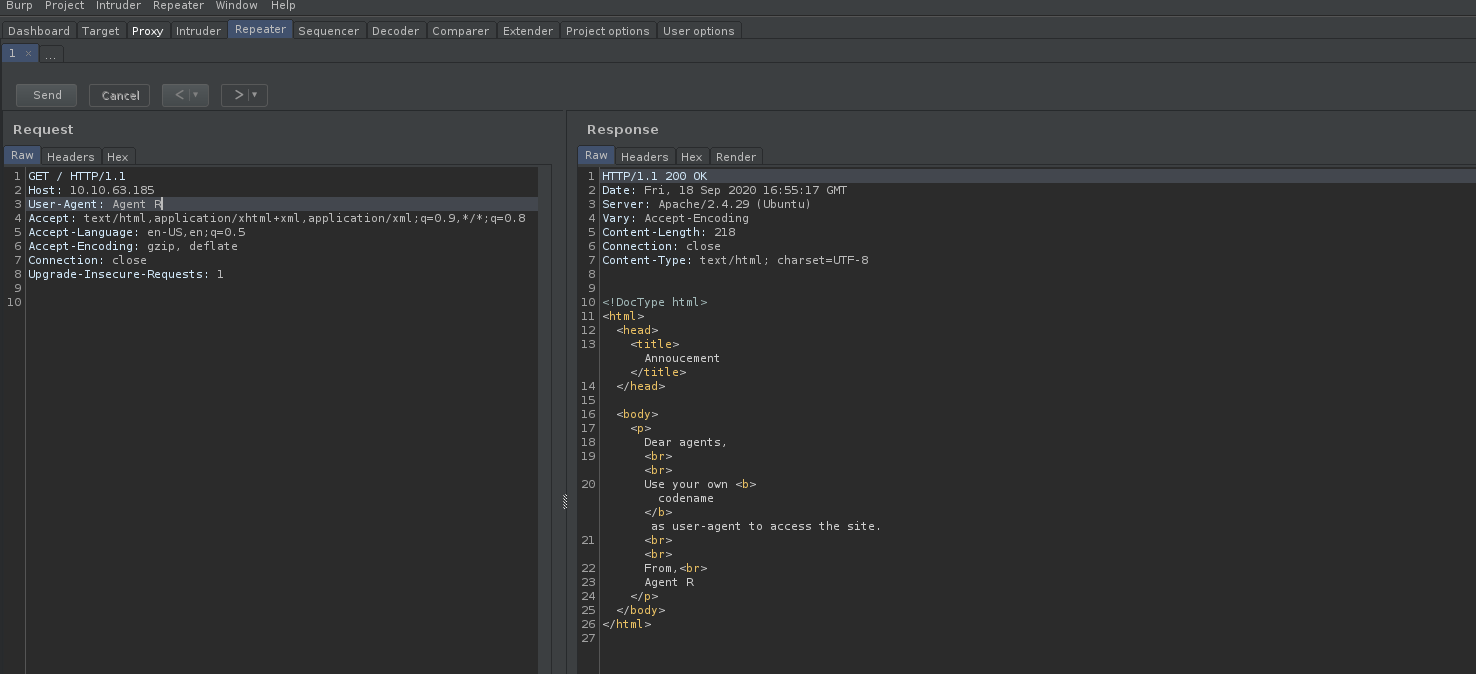 Burp Project Intruder Repeater Window Help
Dashboard Target Proxy Intruder Repeater Sequencer Decoder Comparer Extender Project options User options
1 × ...
Send Cancel < ▾ > ▾
Request
Raw Headers Hex
1 GET / HTTP/1.1
2 Host: 10.10.63.185
3 User-Agent: Agent R
4 Accept: text/html,application/xhtml+xml,application/xml;q=0.9,*/*;q=0.8
5 Accept-Language: en-US,en;q=0.5
6 Accept-Encoding: gzip, deflate
7 Connection: close
8 Upgrade-Insecure-Requests: 1
9
10
Response
Raw Headers Hex Render
1 HTTP/1.1 200 OK
2 Date: Fri, 18 Sep 2020 16:55:17 GMT
3 Server: Apache/2.4.29 (Ubuntu)
4 Vary: Accept-Encoding
5 Content-Length: 218
6 Connection: close
7 Content-Type: text/html; charset=UTF-8
8
9
10 <!DocType html>
11 <html>
12 <head>
13 <title>
Annoucement
</title>
14 </head>
15
16 <body>
17 <p>
18 Dear agents,
19 <br>
<br>
20 Use your own <b>
codename
</b>
as user-agent to access the site.
21 <br>
<br>
22 From,<br>
23 Agent R
24 </p>
25 </body>
26 </html>
27